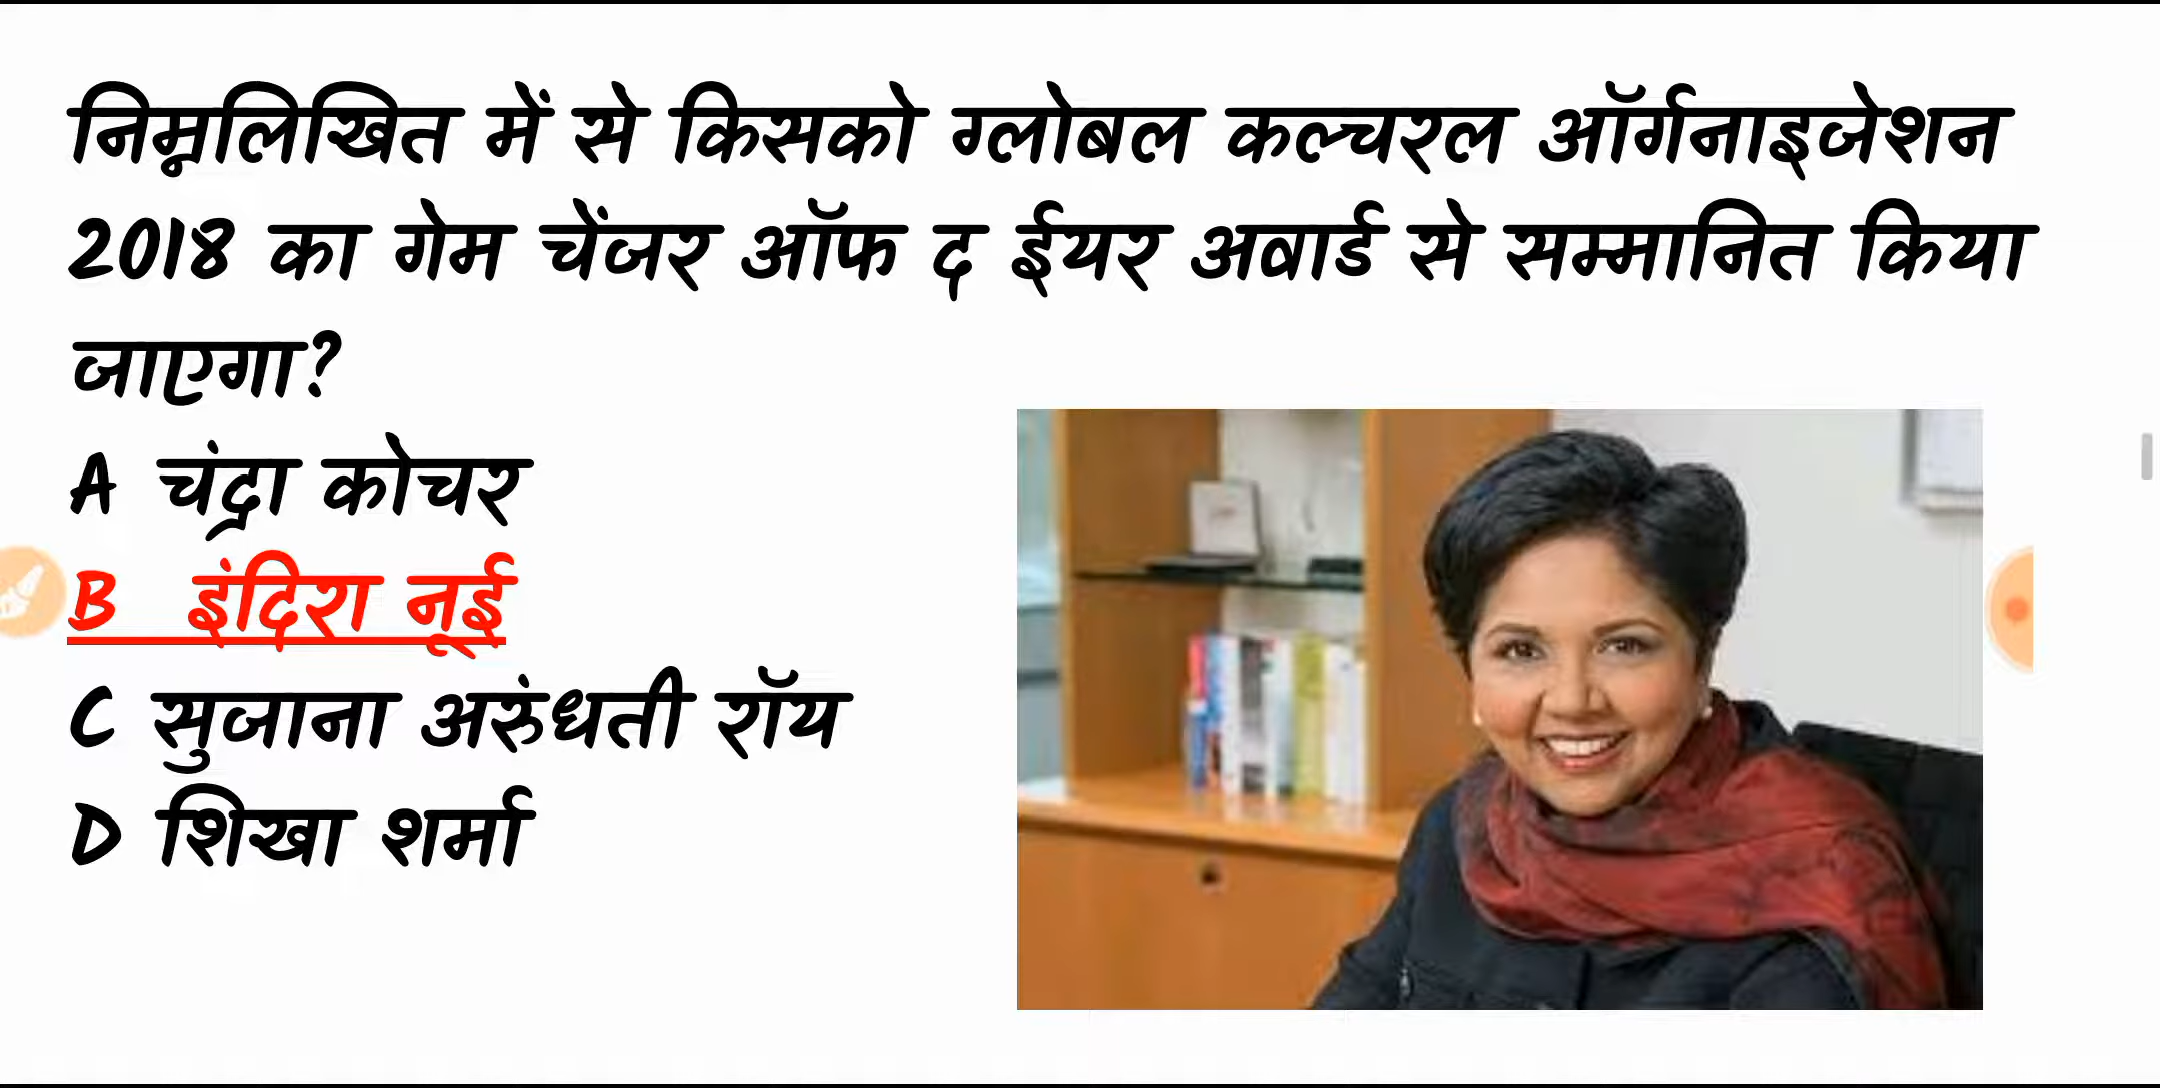 निम्नलिखित में से किसको ग्लोबल कल्चरल ऑर्गनाइजेशन
2018 का गेम चेंजर ऑफ द ईयर अवार्ड से सम्मानित किया
जाएगा?
A चंद्रा कोचर
B इंदिरा नूई
C सुजाना अरुंधती रॉय
D शिखा शर्मा